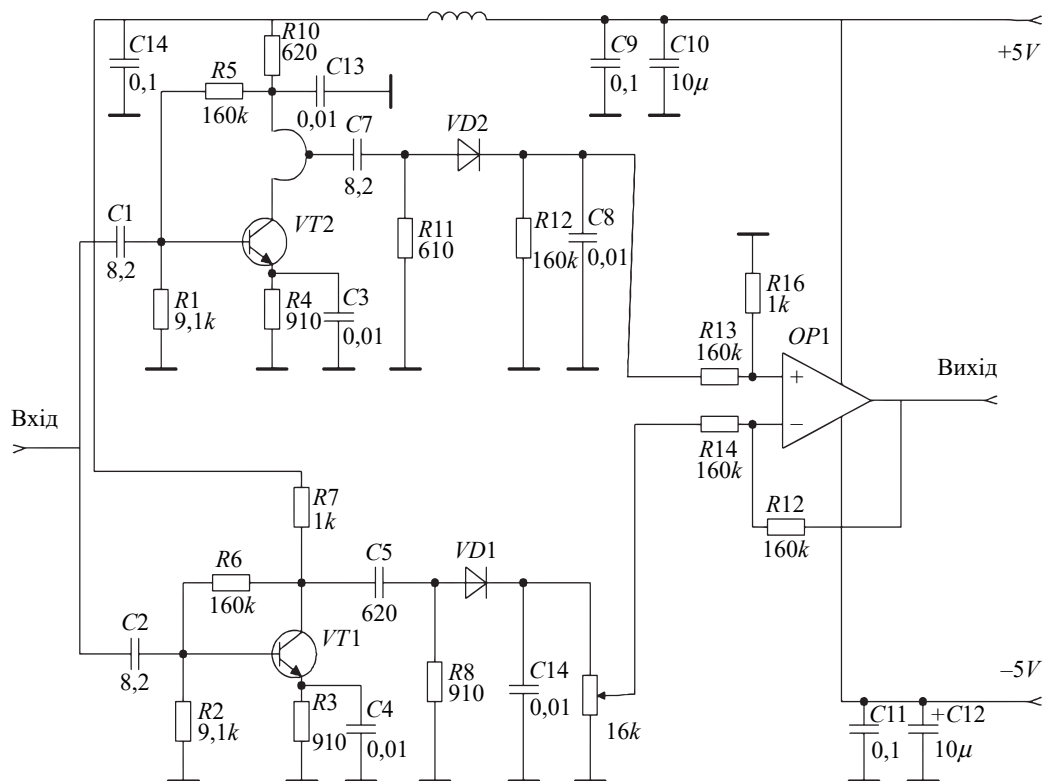 C14
0,1
R10
620
C9
0,1
C10
10μ
+5V
R5
160k
C13
0,01
C7
8,2
VD2
C1
8,2
VT2
R11
610
R12
160k
C8
0,01
R1
9,1k
R4
910
C3
0,01
R16
1k
R13
160k
OP1
+
−
Вхід
Вихід
R14
160k
R7
1k
R12
160k
R6
160k
C5
620
VD1
C2
8,2
VT1
R8
910
C14
0,01
−5V
R2
9,1k
R3
910
C4
0,01
16k
C11
0,1
+C12
10μ